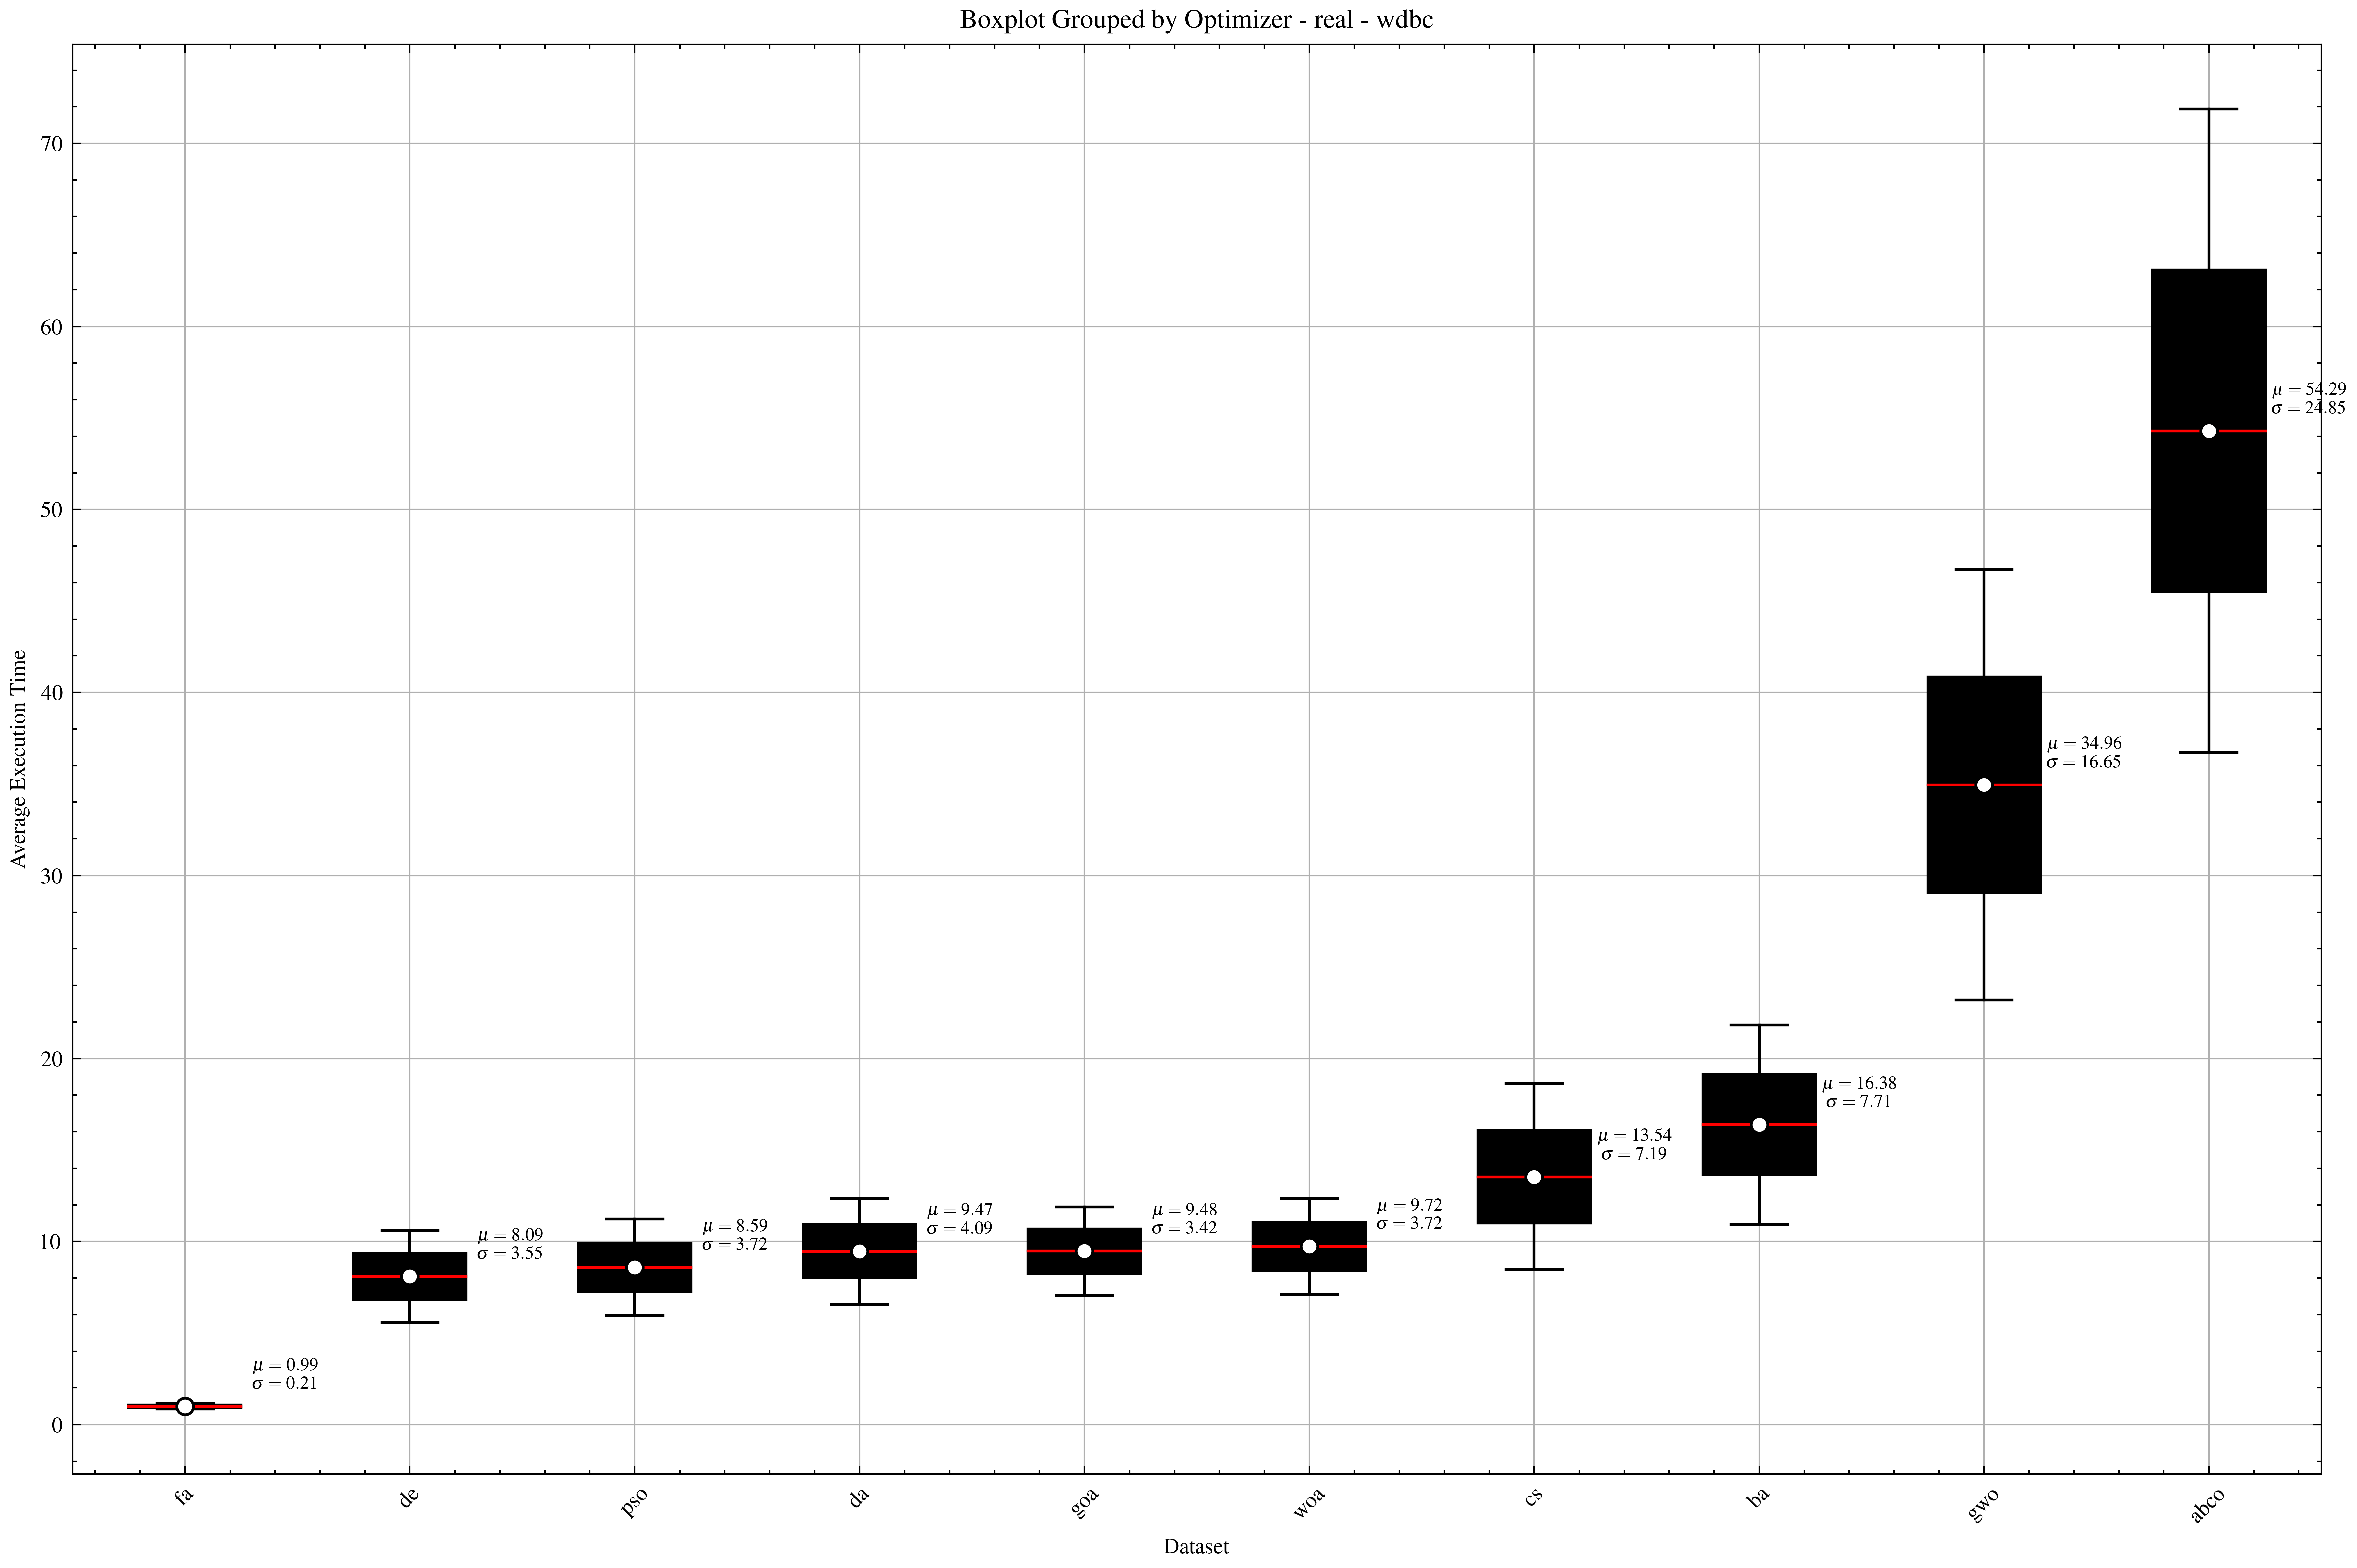 Boxplot Grouped by Optimizer - real - wdbc
Average Execution Time
70
60
50
40
30
20
10
0
μ = 0.99
σ = 0.21
μ = 8.09
σ = 3.55
μ = 8.59
σ = 3.72
μ = 9.47
σ = 4.09
μ = 9.48
σ = 3.42
μ = 9.72
σ = 3.72
μ = 13.54
σ = 7.19
μ = 16.38
σ = 7.71
μ = 34.96
σ = 16.65
μ = 54.29
σ = 24.85
fa
de
pso
da
goa
woa
cs
ba
gwo
abco
Dataset